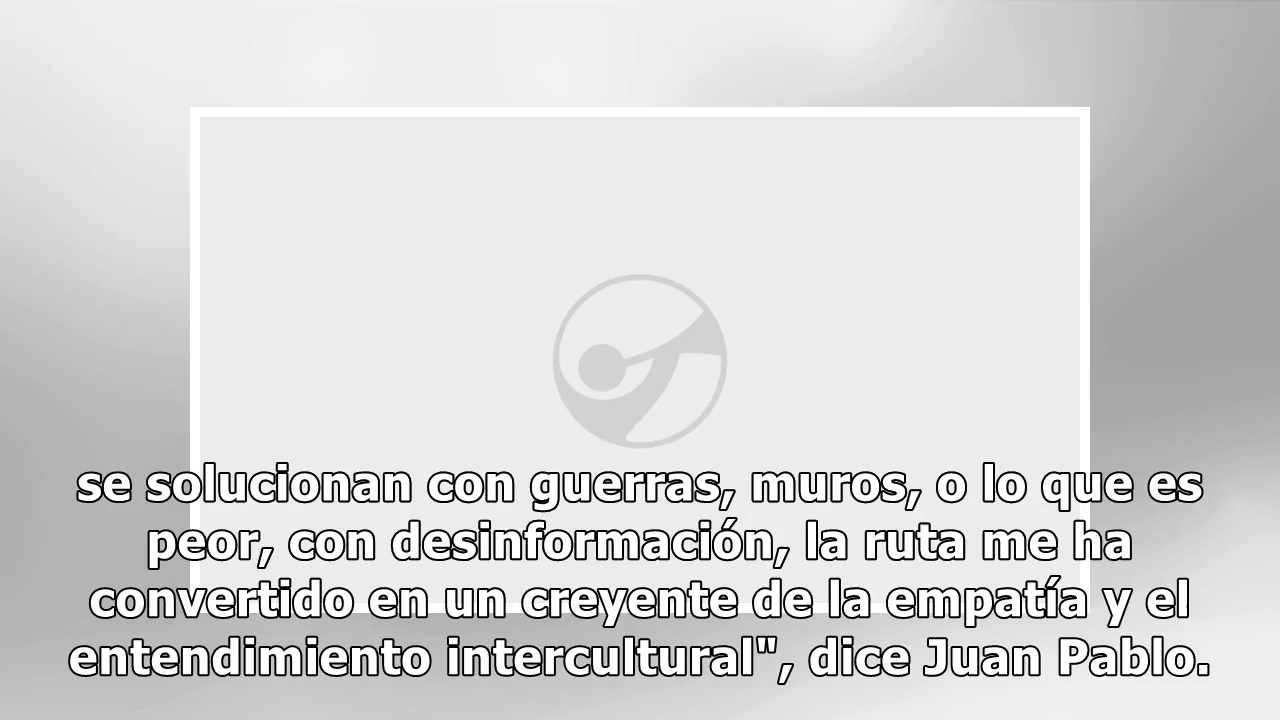 se solucionan con guerras, muros, o lo que es
peor, con desinformación, la ruta me ha
convertido en un creyente de la empatía y el
entendimiento intercultural", dice Juan Pablo.